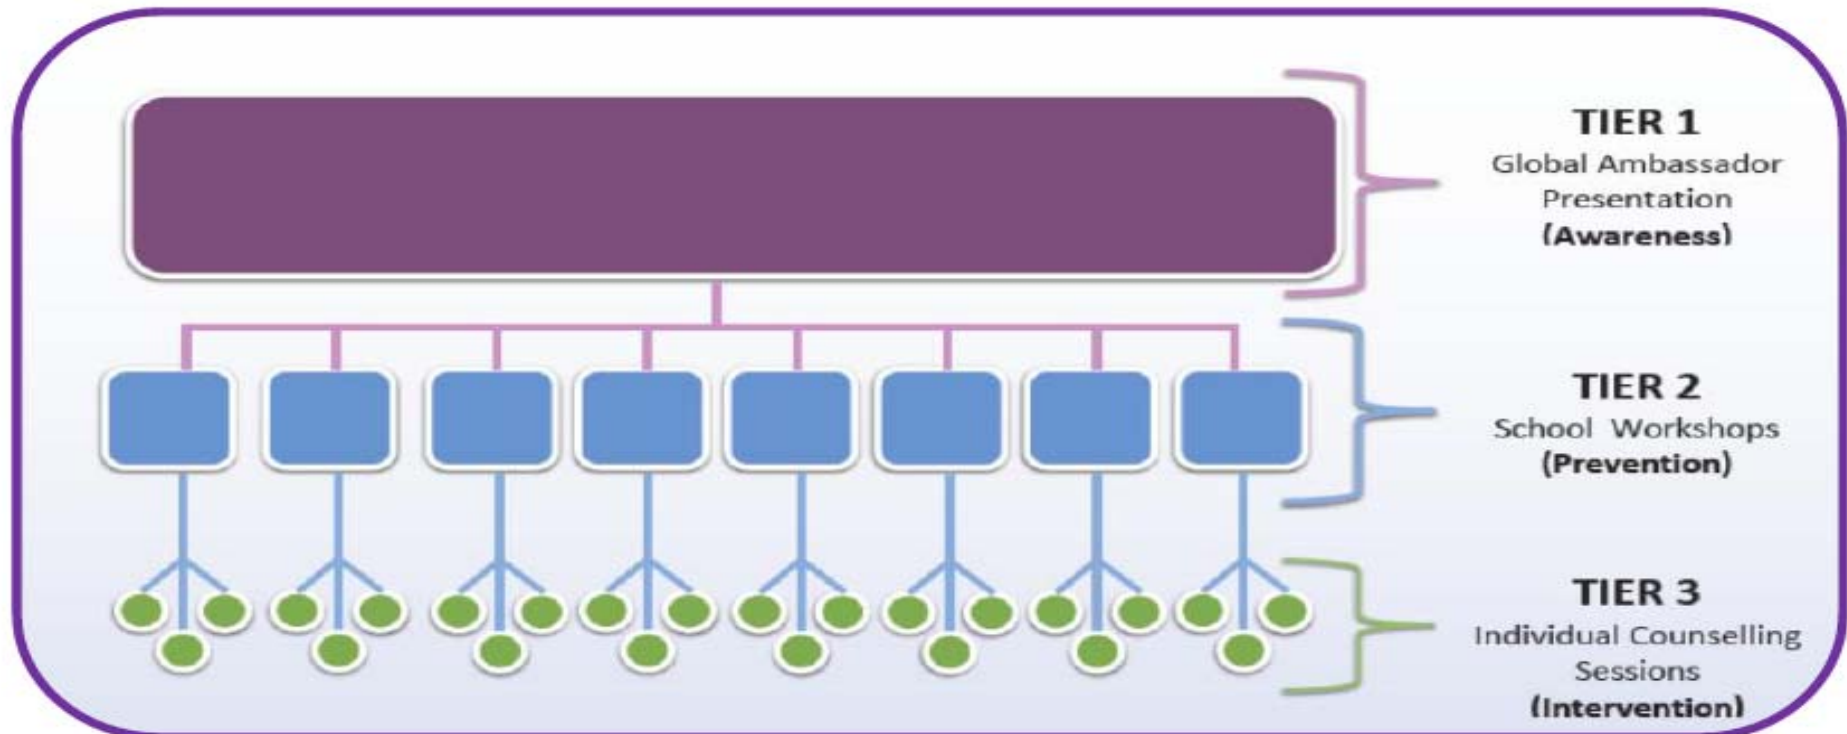 TIER 1
Global Ambassador
Presentation
(Awareness)
TIER 2
School Workshops
(Prevention)
TIER 3
Individual Counselling
Sessions
(Intervention)